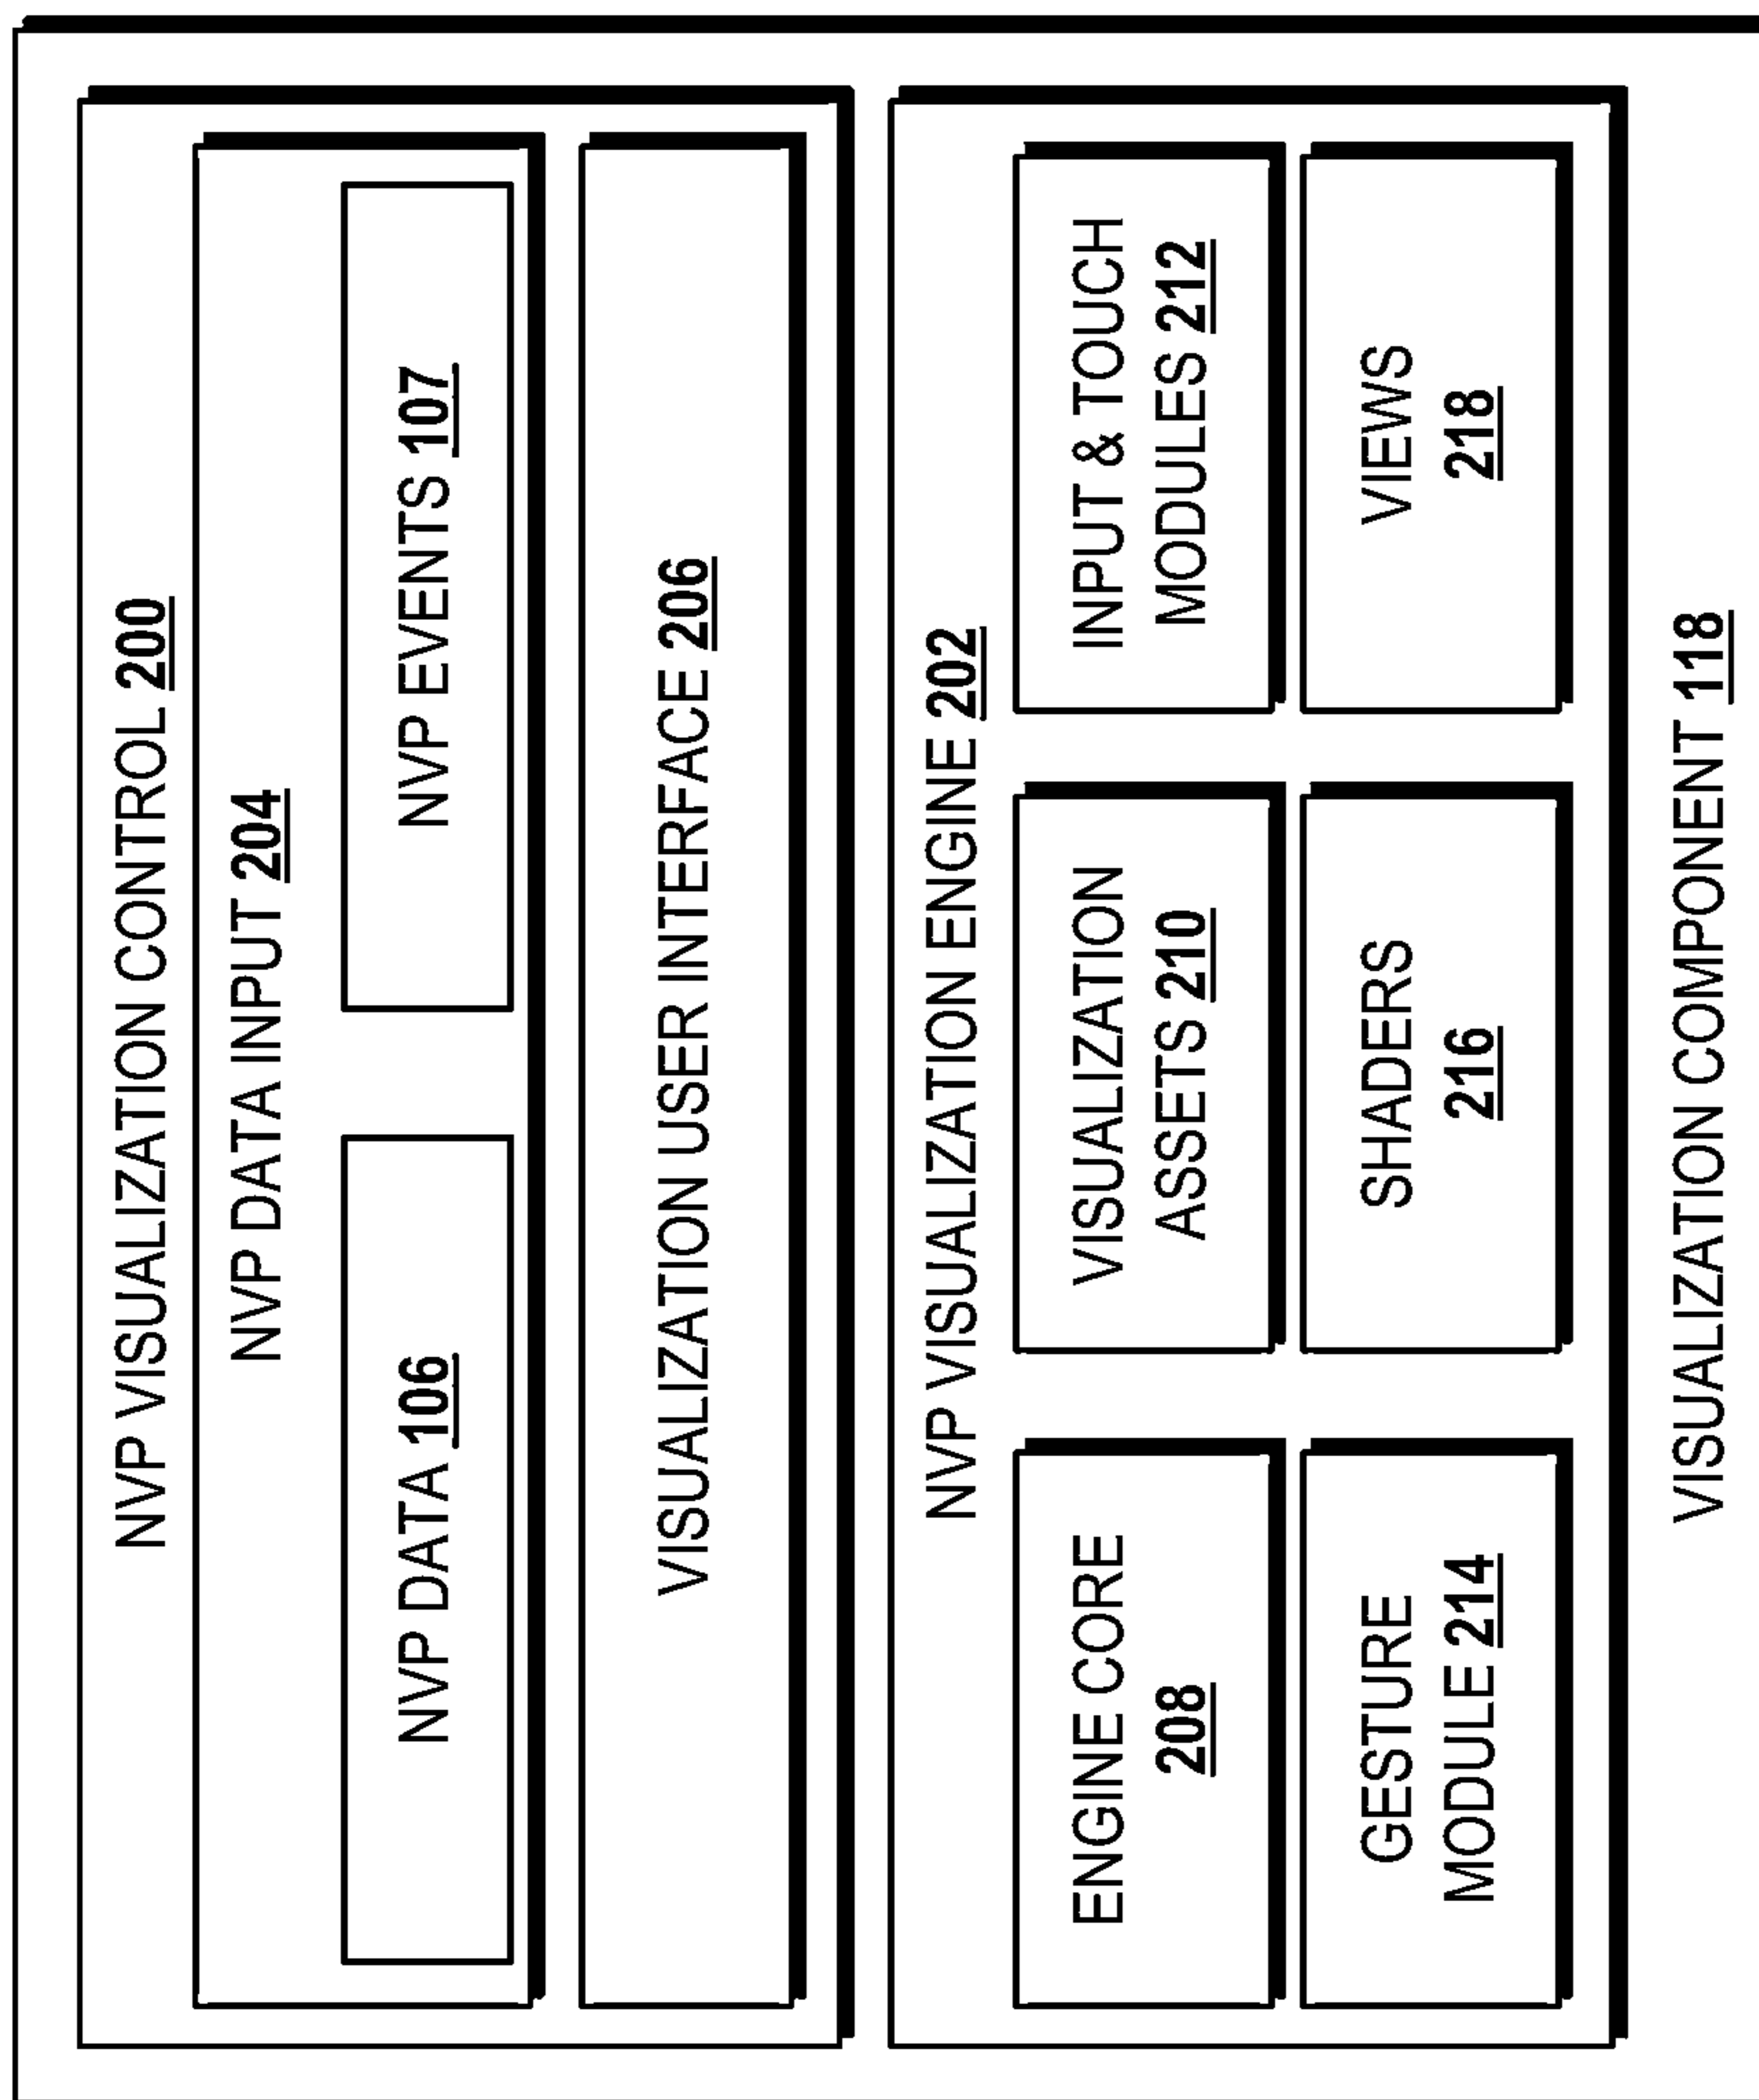 NVP VISUALIZATION CONTROL 200
NVP DATA INPUT 204
NVP DATA 106
NVP EVENTS 107
VISUALIZATION USER INTERFACE 206
NVP VISUALIZATION ENGINE 202
ENGINE CORE
208
VISUALIZATION
ASSETS 210
INPUT & TOUCH
MODULES 212
GESTURE
MODULE 214
SHADERS
216
VIEWS
218
VISUALIZATION COMPONENT 118